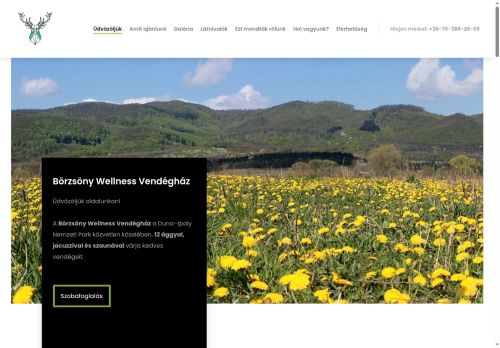 Üdvözöljük Amit ajánlunk Galéria Látnivalók Ezt mondták rólunk Hol vagyunk? Elérhetőség Hívjon minket: +36-70-386-26-09
Börzsöny Wellness Vendégház
Üdvözöljük oldalunkon!
A Börzsöny Wellness Vendégház a Duna-Ipoly
Nemzeti Park közvetlen közelében, 12 ággyal,
jacuzzival és szaunával várja kedves
vendégeit.
Szobafoglalás